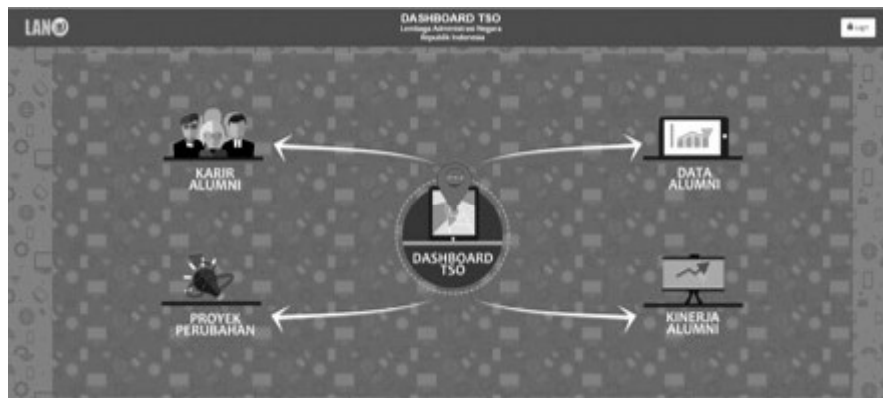 LAN
DASHBOARD TSO
Lembaga Administrasi Negara
Republik Indonesia
Login
KARIR
ALUMNI
DATA
ALUMNI
DASHBOARD
TSO
PROYEK
PERUBAHAN
KINERJA
ALUMNI